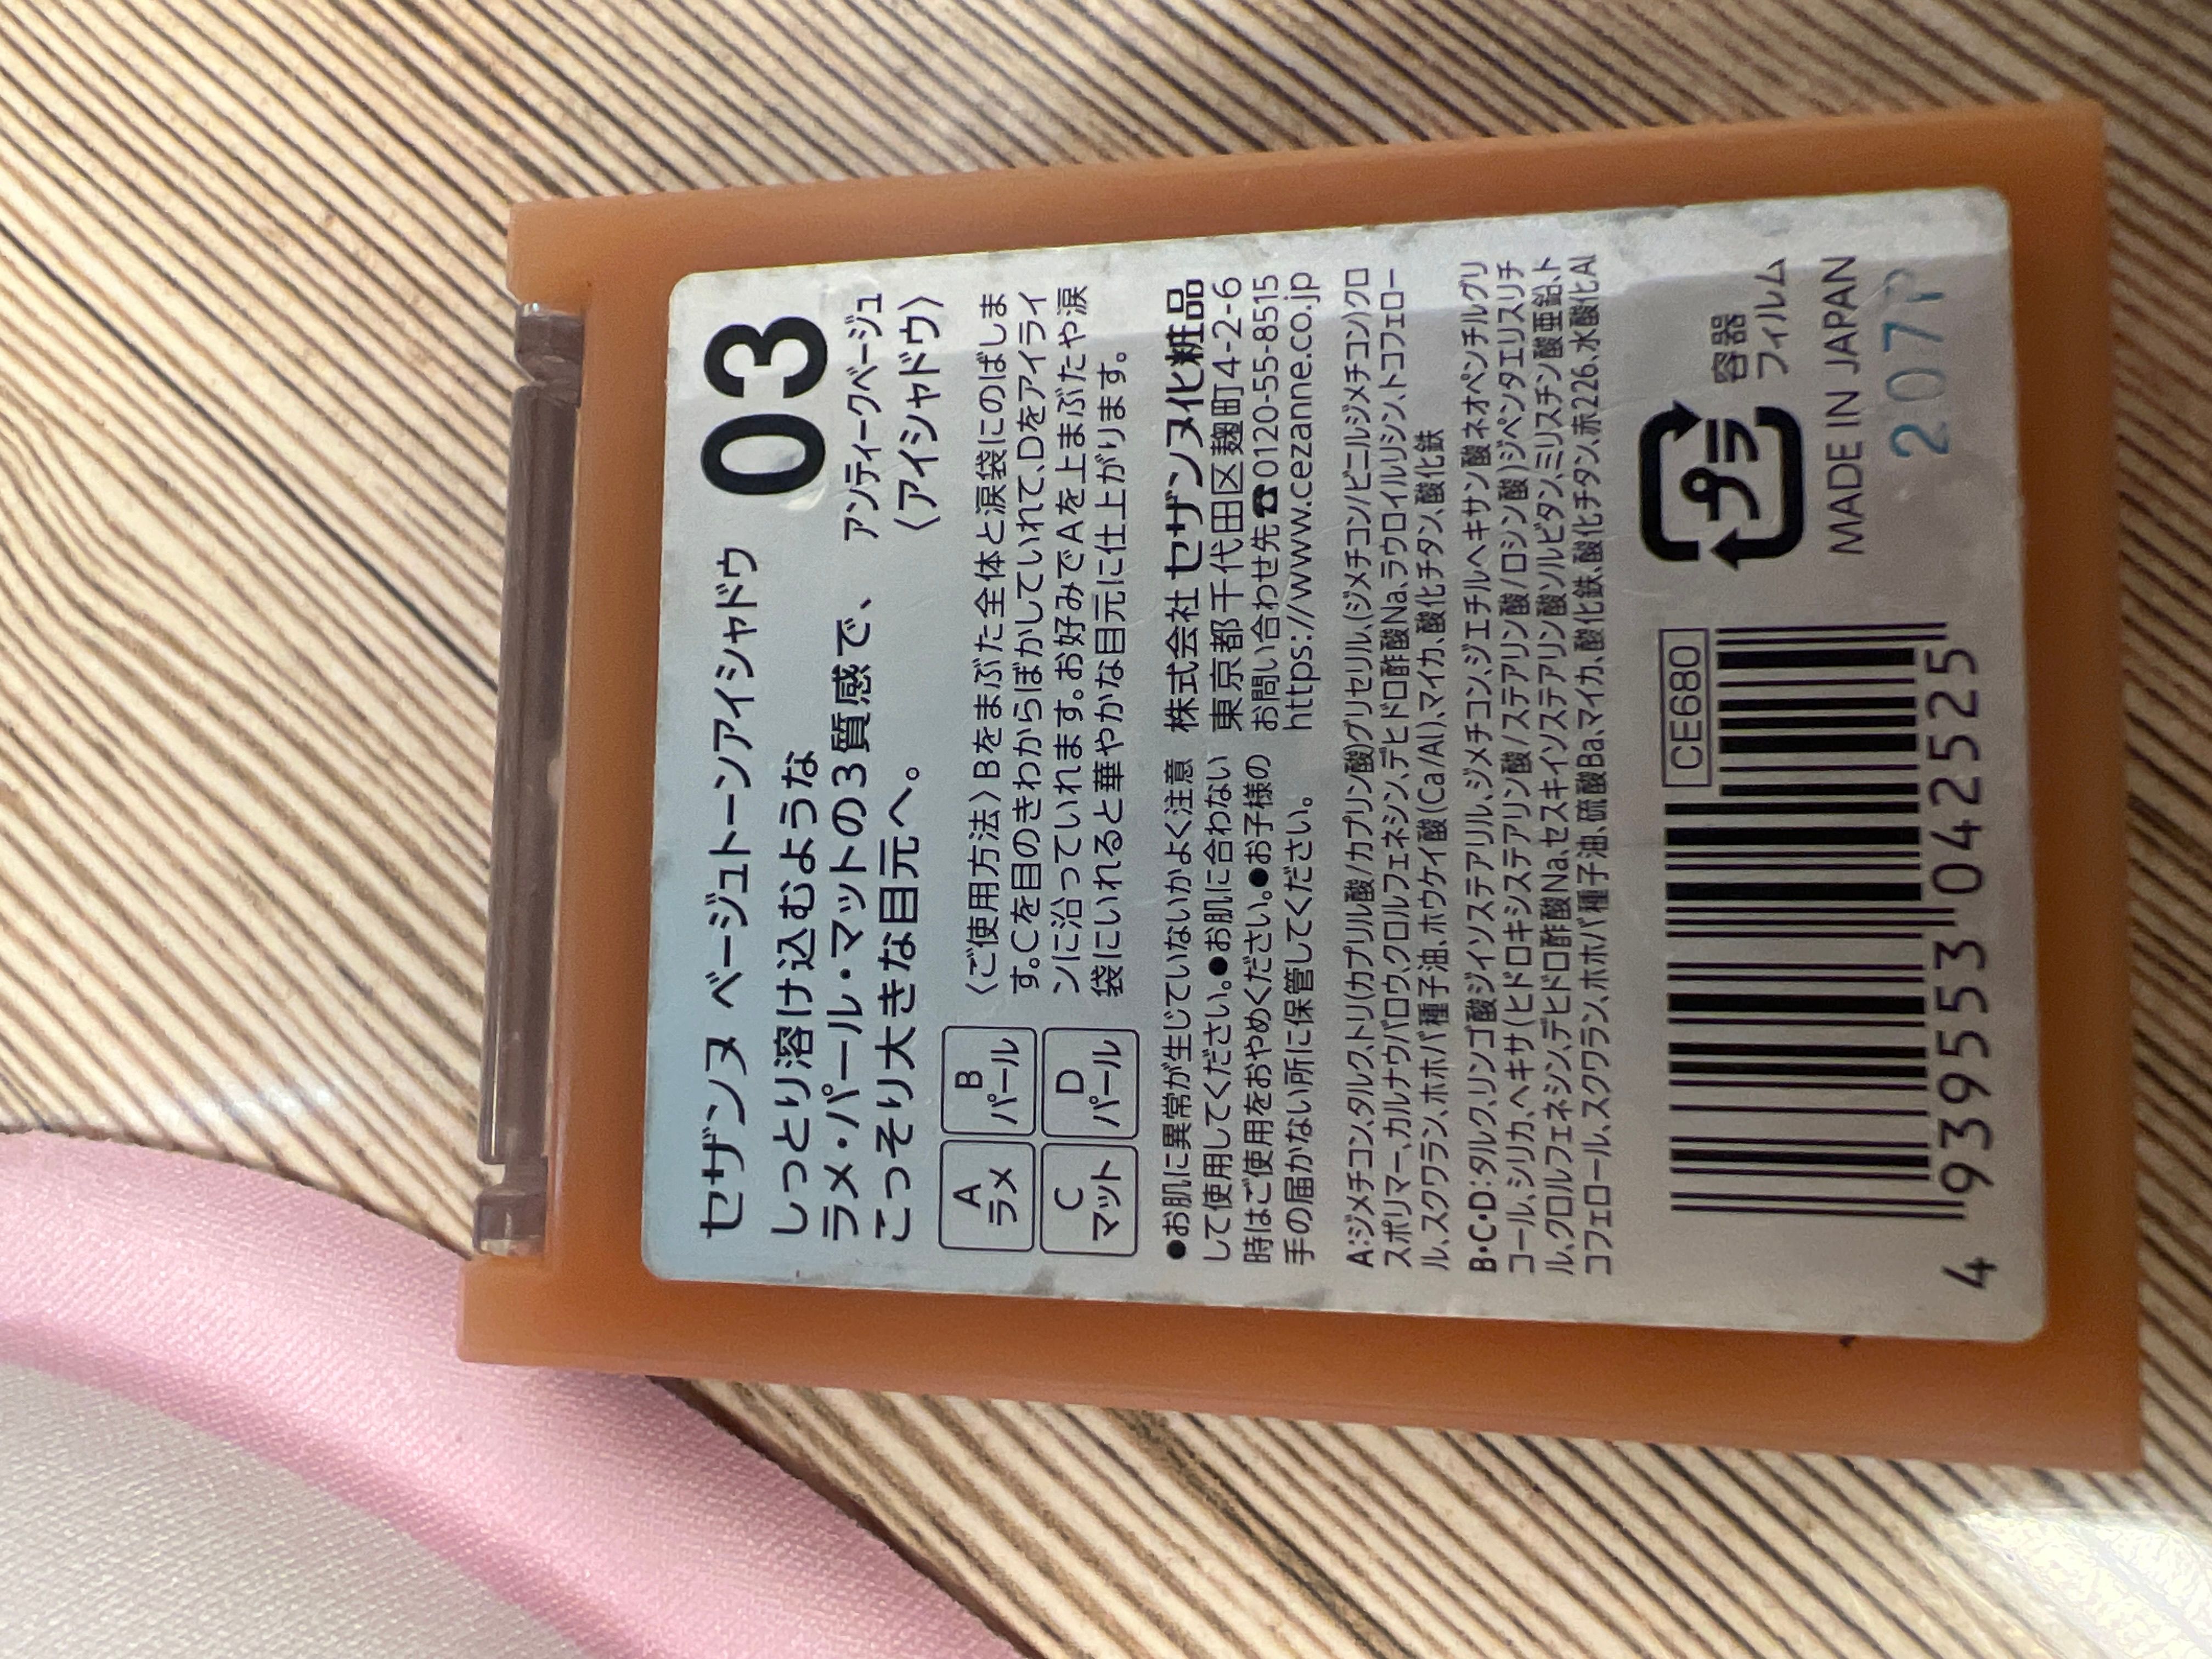 セザンヌ ベージュトーンアイシャドウ
03
しっとり溶け込むような
ラメ・パール・マットの3質感で、
こっそり大きな目元へ。
アンティークベージュ
〈アイシャドウ〉
A
ラメ
B
パール
C
マット
D
パール
〈ご使用方法〉Bをまぶた全体と涙袋にのばしま
す。Cを目のきわからぼかしていれて、Dをアイライ
ンに沿っていれます。お好みでAを上まぶたや涙
袋にいれると華やかな目元に仕上がります。
●お肌に異常が生じていないかよく注意
して使用してください。●お肌に合わない
時はご使用をおやめください。●お子様の
手の届かない所に保管してください。
株式会社 セザンヌ化粧品
東京都千代田区麹町4-2-6
お問い合わせ先☎0120-55-8515
https://www.cezanne.co.jp
A:ジメチコン、タルク、トリ(カプリル酸/カプリン酸)グリセリル、(ジメチコン/ビニルジメチコン)クロ
スポリマー、カルナウバロウ、クロルフェネシン、デヒドロ酢酸Na、ラウロイルリシン、トコフェロー
ル、スクワラン、ホホバ種子油、ホウケイ酸(Ca/Al)、マイカ、酸化チタン、酸化鉄
B・C・D:タルク、リンゴ酸ジイソステアリル、ジメチコン、ジエチルヘキサン酸ネオペンチルグリ
コール、シリカ、ヘキサ(ヒドロキシステアリン酸/ステアリン酸/ロジン酸)ジペンタエリスリチ
ル、クロルフェネシン、デヒドロ酢酸Na、セスキイソステアリン酸ソルビタン、ミリスチン酸亜鉛、ト
コフェロール、スクワラン、ホホバ種子油、硫酸Ba、マイカ、酸化鉄、酸化チタン、赤226、水酸化Al
CE680
4 939553 042525
プラ
容器
フィルム
MADE IN JAPAN
207P